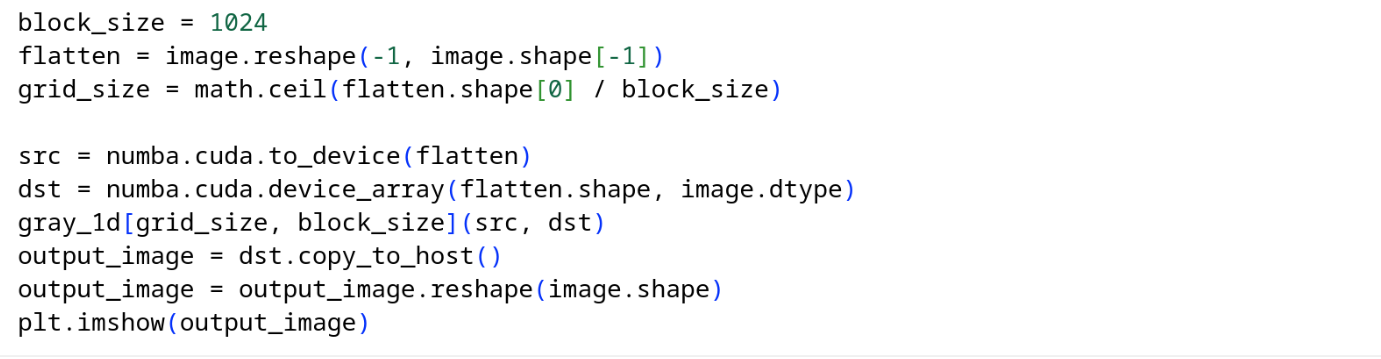 block_size = 1024
flatten = image.reshape(-1, image.shape[-1])
grid_size = math.ceil(flatten.shape[0] / block_size)
src = numba.cuda.to_device(flatten)
dst = numba.cuda.device_array(flatten.shape, image.dtype)
gray_1d[grid_size, block_size](src, dst)
output_image = dst.copy_to_host()
output_image = output_image.reshape(image.shape)
plt.imshow(output_image)